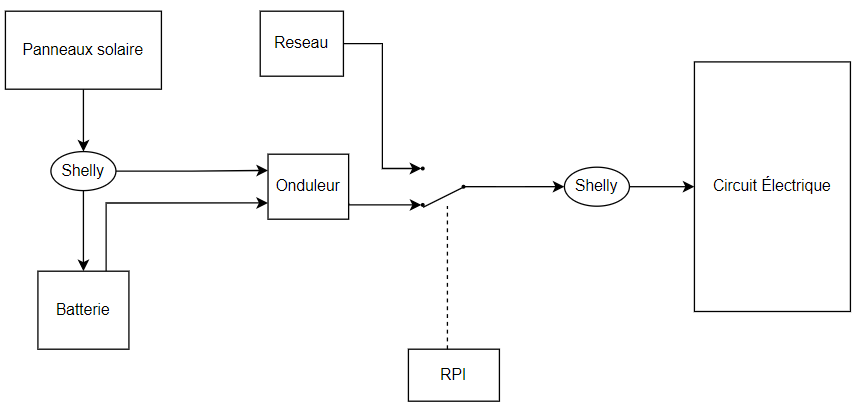 Panneaux solaire
Reseau
Shelly
Onduleur
Shelly
Circuit Électrique
Batterie
RPI